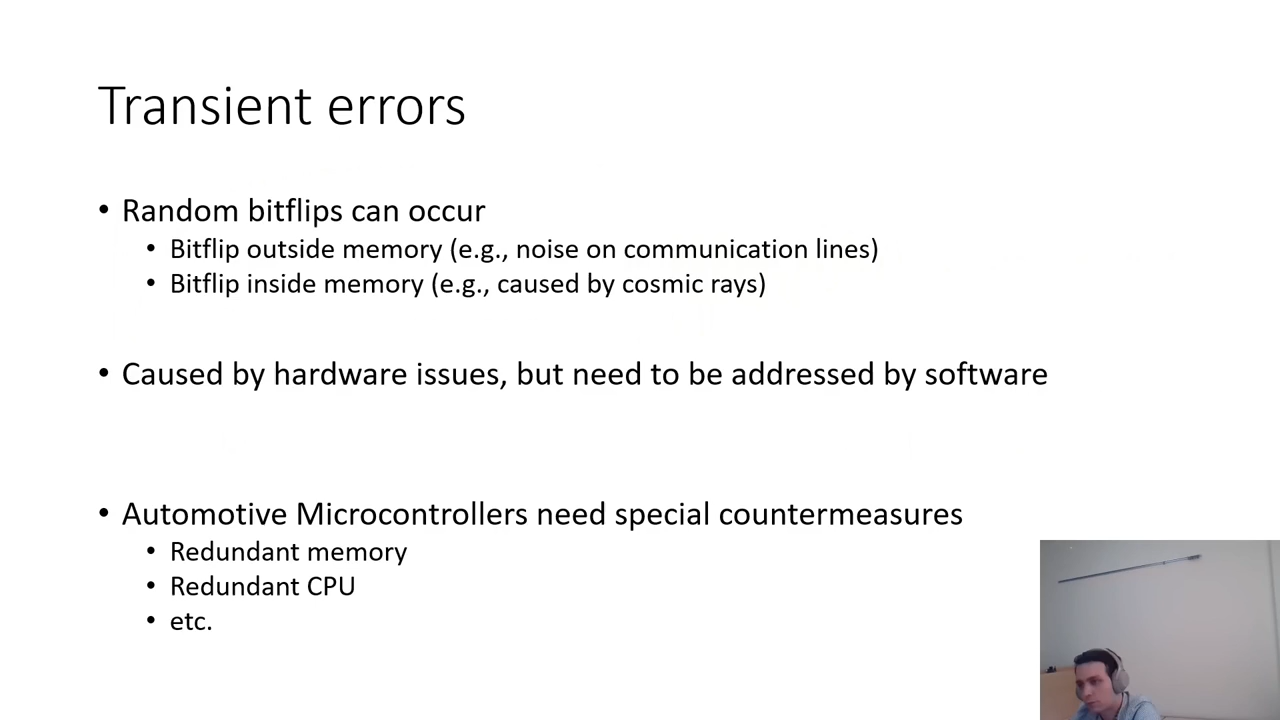 Transient errors
• Random bitflips can occur
• Bitflip outside memory (e.g., noise on communication lines)
• Bitflip inside memory (e.g., caused by cosmic rays)
• Caused by hardware issues, but need to be addressed by software
• Automotive Microcontrollers need special countermeasures
• Redundant memory
• Redundant CPU
• etc.